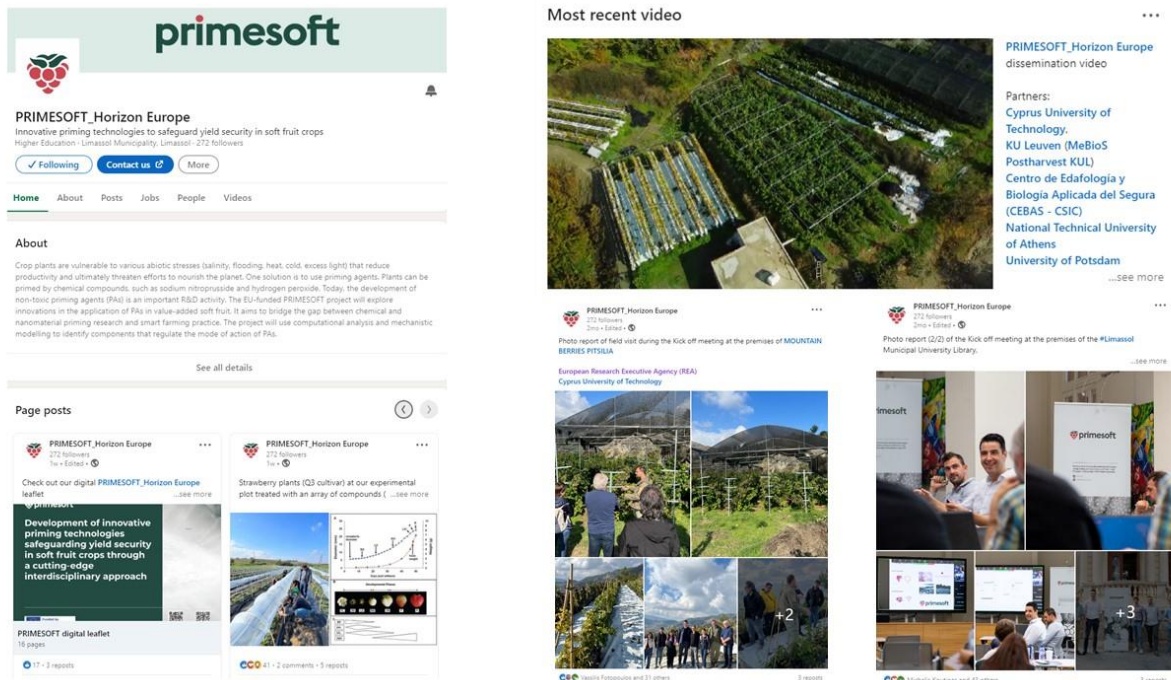 primesoft
PRIMESOFT_Horizon Europe
Innovative priming technologies to safeguard yield security in soft fruit crops
Higher Education · Limassol Municipality, Limassol · 272 followers
✓ Following
Contact us
More
Home
About
Posts
Jobs
People
Videos
About
Crop plants are vulnerable to various abiotic stresses (salinity, flooding, heat, cold, excess light) that reduce
productivity and ultimately threaten efforts to nourish the planet. One solution is to use priming agents. Plants can be
primed by chemical compounds, such as sodium nitroprusside and hydrogen peroxide. Today, the development of
non-toxic priming agents (PAs) is an important R&D activity. The EU-funded PRIMESOFT project will explore
innovations in the application of PAs in value-added soft fruit. It aims to bridge the gap between chemical and
nanomaterial priming research and smart farming practice. The project will use computational analysis and mechanistic
modelling to identify components that regulate the mode of action of PAs.
See all details
Page posts
PRIMESOFT_Horizon Europe
272 followers
1w • Edited •
Check out our digital PRIMESOFT_Horizon Europe
leaflet
...see more
primesoft
Development of innovative
priming technologies
safeguarding yield security
in soft fruit crops through
a cutting-edge
interdisciplinary approach
PRIMESOFT digital leaflet
16 pages
17 · 3 reposts
PRIMESOFT_Horizon Europe
272 followers
1w •
Strawberry plants (Q3 cultivar) at our experimental
plot treated with an array of compounds ( ...see more
41 · 2 comments · 5 reposts
Most recent video
PRIMESOFT_Horizon Europe
dissemination video
Partners:
Cyprus University of
Technology.
KU Leuven (MeBioS
Postharvest KUL)
Centro de Edafología y
Biología Aplicada del Segura
(CEBAS - CSIC)
National Technical University
of Athens
University of Potsdam
...see more
PRIMESOFT_Horizon Europe
272 followers
2mo • Edited •
Photo report of field visit during the Kick off meeting at the premises of MOUNTAIN
BERRIES PITSILIA
European Research Executive Agency (REA)
Cyprus University of Technology
+2
Vassilis Fotopoulos and 31 others
3 reposts
PRIMESOFT_Horizon Europe
272 followers
2mo • Edited •
Photo report (2/2) of the Kick off meeting at the premises of the #Limassol
Municipal University Library.
...see more
imesoft
primesoft
primesoft
+3